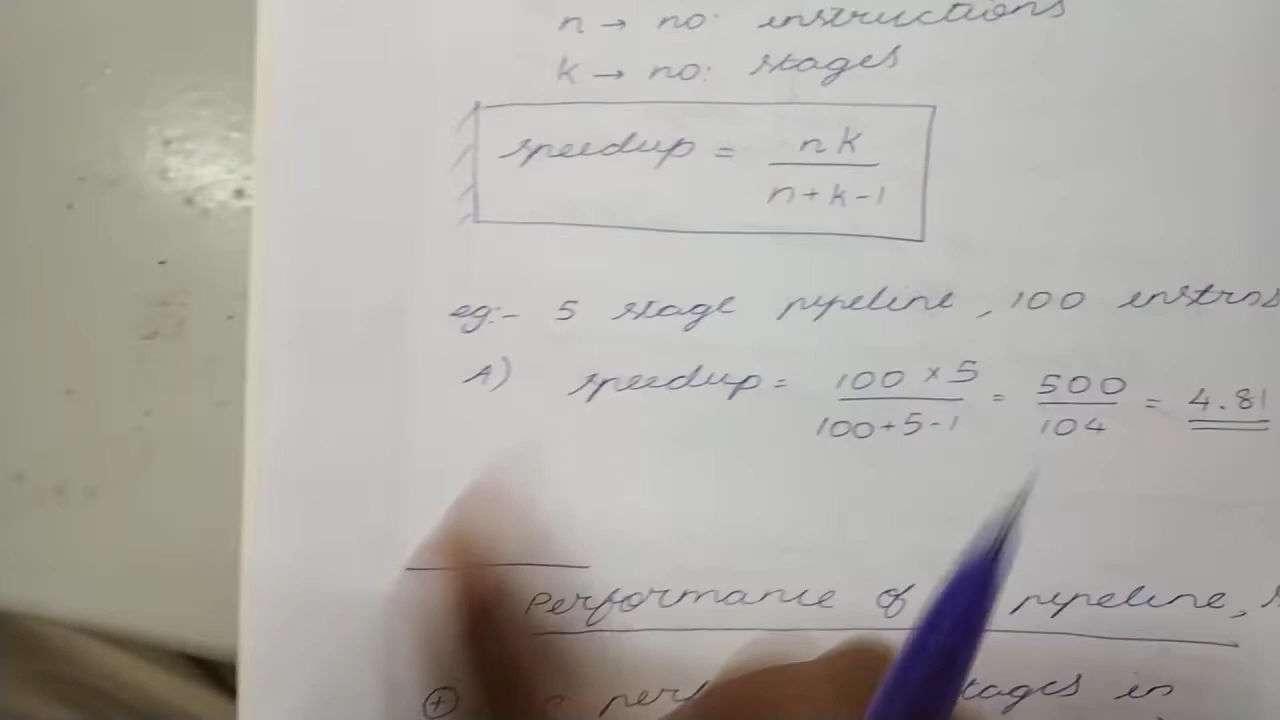 n → no: instructions
k → no: stages
speedup = nk / n+k-1
eg:- 5 stage pipeline, 100 instrns
A) speedup = 100 × 5 / 100+5-1 = 500 / 104 = 4.81
Performance of pipeline,
⊕ stages in